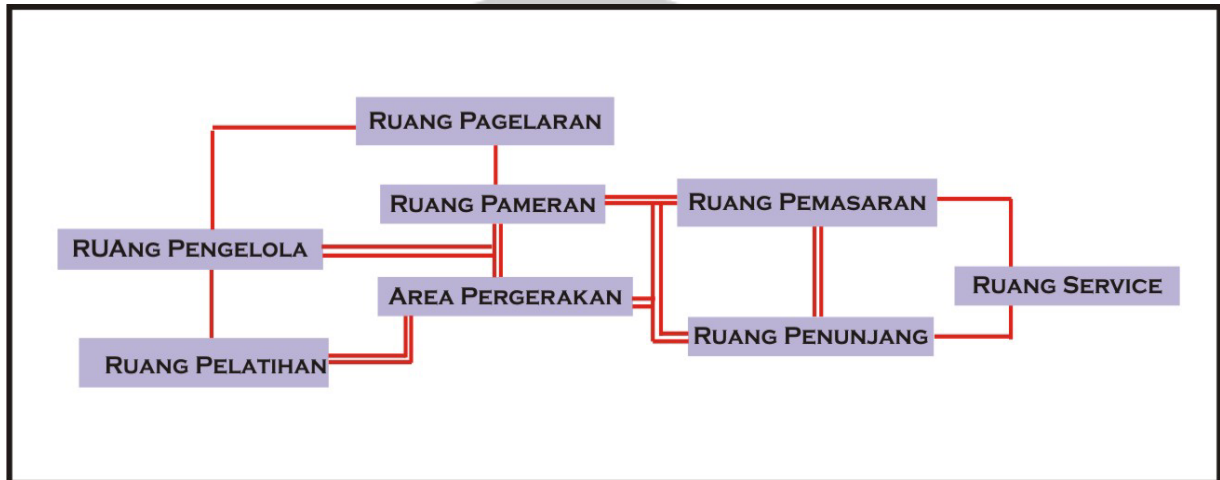 RUANG PAGELARAN
RUANG PAMERAN
RUANG PEMASARAN
RUAng PENGELOLA
AREA PERGERAKAN
RUANG SERVICE
RUANG PENUNJANG
RUANG PELATIHAN